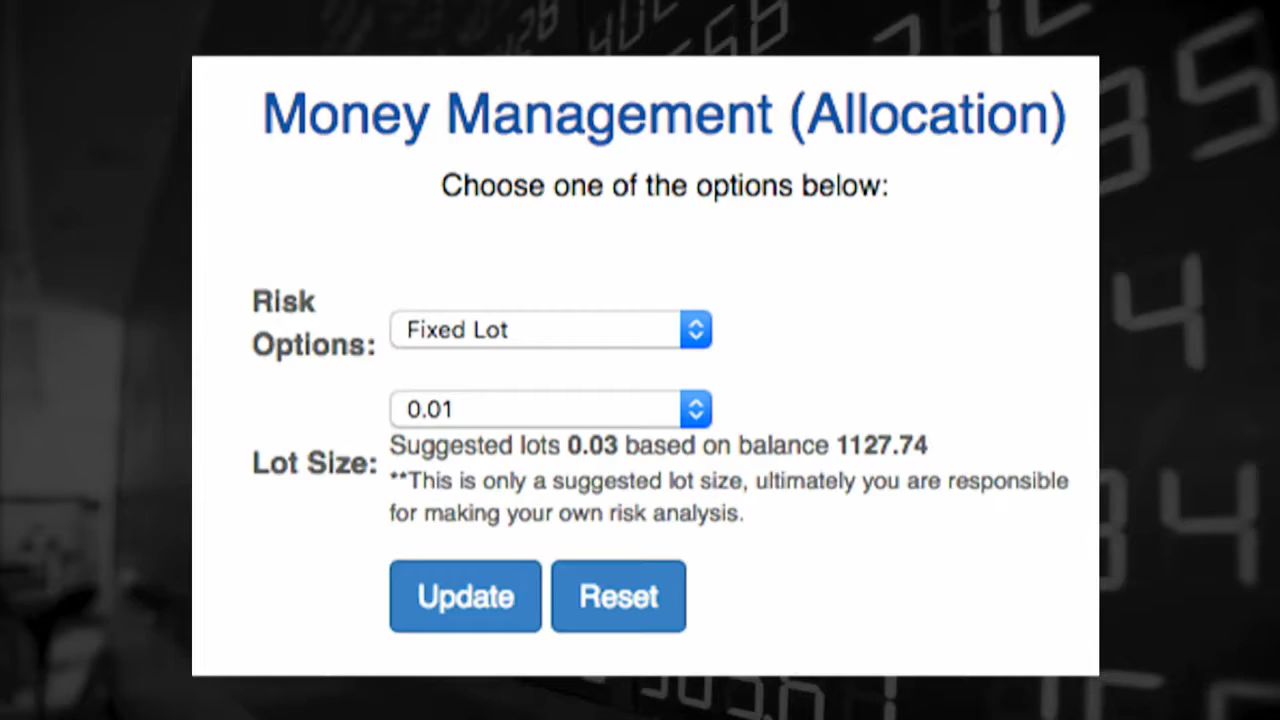 Money Management (Allocation)
Choose one of the options below:
Risk
Options:
Fixed Lot
0.01
Lot Size:
Suggested lots 0.03 based on balance 1127.74
**This is only a suggested lot size, ultimately you are responsible
for making your own risk analysis.
Update
Reset